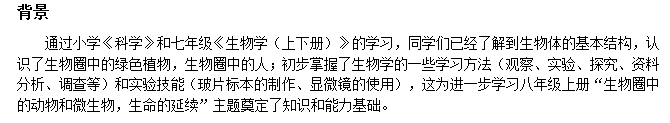 背景
通过小学《科学》和七年级《生物学（上下册）》的学习，同学们已经了解到生物体的基本结构，认
识了生物圈中的绿色植物，生物圈中的人；初步掌握了生物学的一些学习方法（观察、实验、探究、资料
分析、调查等）和实验技能（玻片标本的制作、显微镜的使用），这为进一步学习八年级上册“生物圈中
的动物和微生物，生命的延续”主题奠定了知识和能力基础。